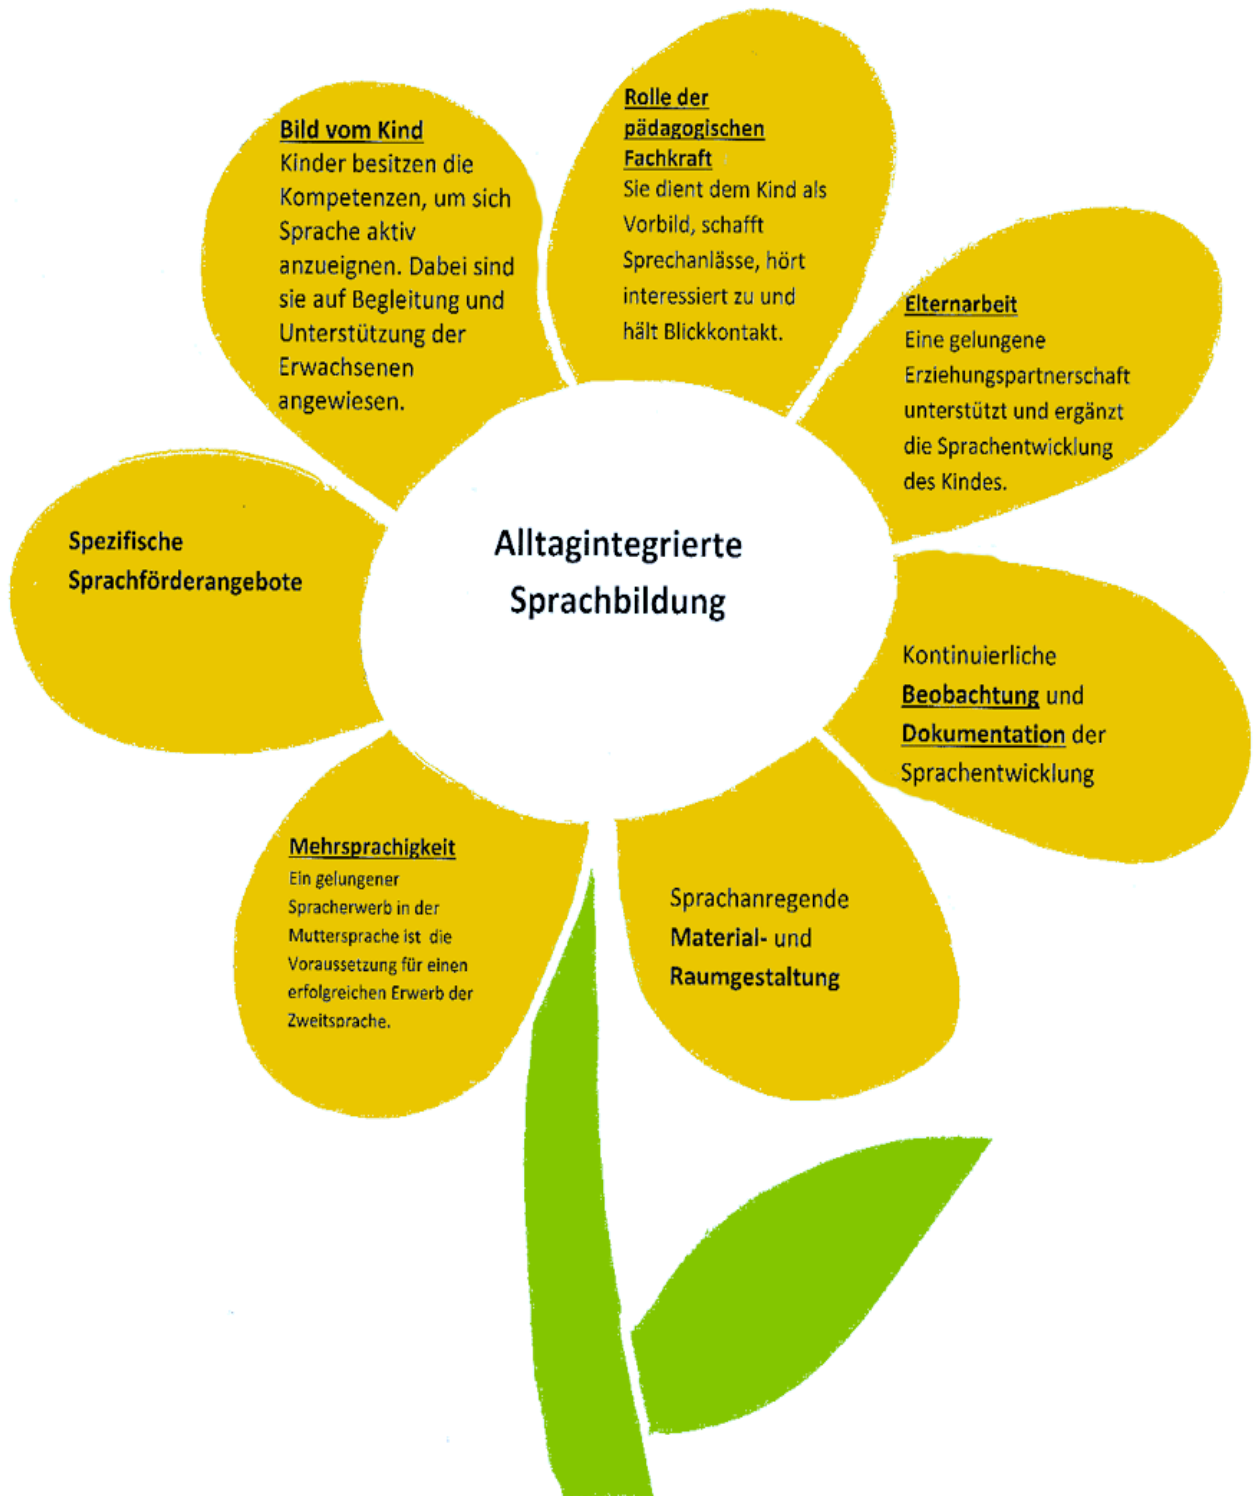 Bild vom Kind
Kinder besitzen die
Kompetenzen, um sich
Sprache aktiv
anzueignen. Dabei sind
sie auf Begleitung und
Unterstützung der
Erwachsenen
angewiesen.
Rolle der
pädagogischen
Fachkraft
Sie dient dem Kind als
Vorbild, schafft
Sprechanlässe, hört
interessiert zu und
hält Blickkontakt.
Elternarbeit
Eine gelungene
Erziehungspartnerschaft
unterstützt und ergänzt
die Sprachentwicklung
des Kindes.
Spezifische
Sprachförderangebote
Alltagintegrierte
Sprachbildung
Kontinuierliche
Beobachtung und
Dokumentation der
Sprachentwicklung
Mehrsprachigkeit
Ein gelungener
Spracherwerb in der
Muttersprache ist die
Voraussetzung für einen
erfolgreichen Erwerb der
Zweitsprache.
Sprachanregende
Material- und
Raumgestaltung